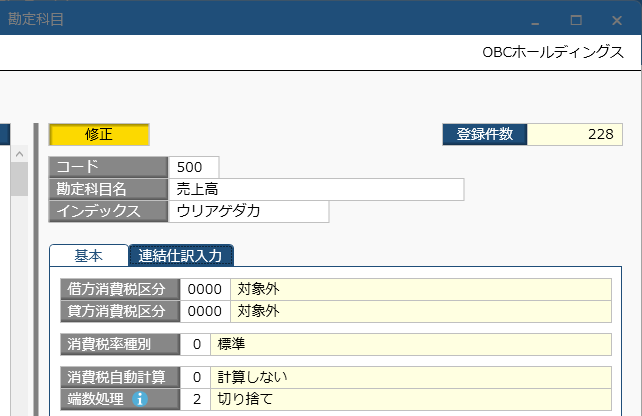 勘定科目
OBCホールディングス
修正 登録件数 228
コード 500
勘定科目名 売上高
インデックス ウリアゲダカ
基本 連結仕訳入力
借方消費税区分 0000 対象外
貸方消費税区分 0000 対象外
消費税率種別 0 標準
消費税自動計算 0 計算しない
端数処理 2 切り捨て